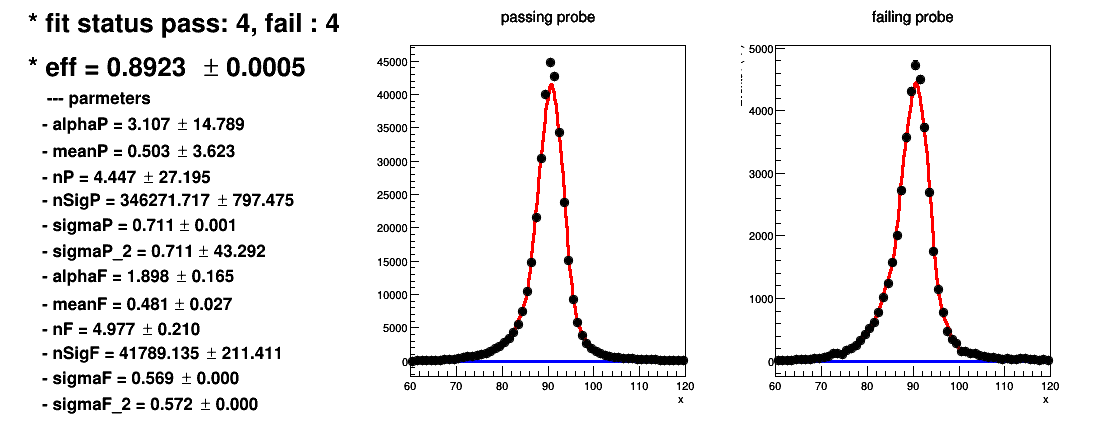 * fit status pass: 4, fail : 4
* eff = 0.8923 ± 0.0005
--- parmeters
- alphaP = 3.107 ± 14.789
- meanP = 0.503 ± 3.623
- nP = 4.447 ± 27.195
- nSigP = 346271.717 ± 797.475
- sigmaP = 0.711 ± 0.001
- sigmaP_2 = 0.711 ± 43.292
- alphaF = 1.898 ± 0.165
- meanF = 0.481 ± 0.027
- nF = 4.977 ± 0.210
- nSigF = 41789.135 ± 211.411
- sigmaF = 0.569 ± 0.000
- sigmaF_2 = 0.572 ± 0.000
passing probe
45000
40000
35000
30000
25000
20000
15000
10000
5000
0
60 70 80 90 100 110 120
x
failing probe
5000
4000
3000
2000
1000
0
60 70 80 90 100 110 120
x